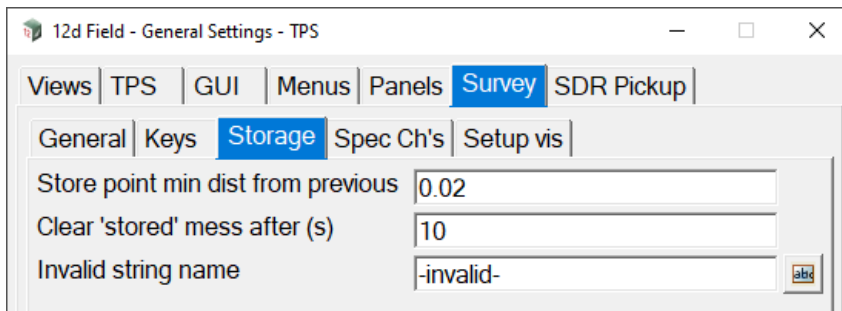 12d Field - General Settings - TPS
Views TPS GUI Menus Panels Survey SDR Pickup
General Keys Storage Spec Ch's Setup vis
Store point min dist from previous 0.02
Clear 'stored' mess after (s) 10
Invalid string name -invalid- abc